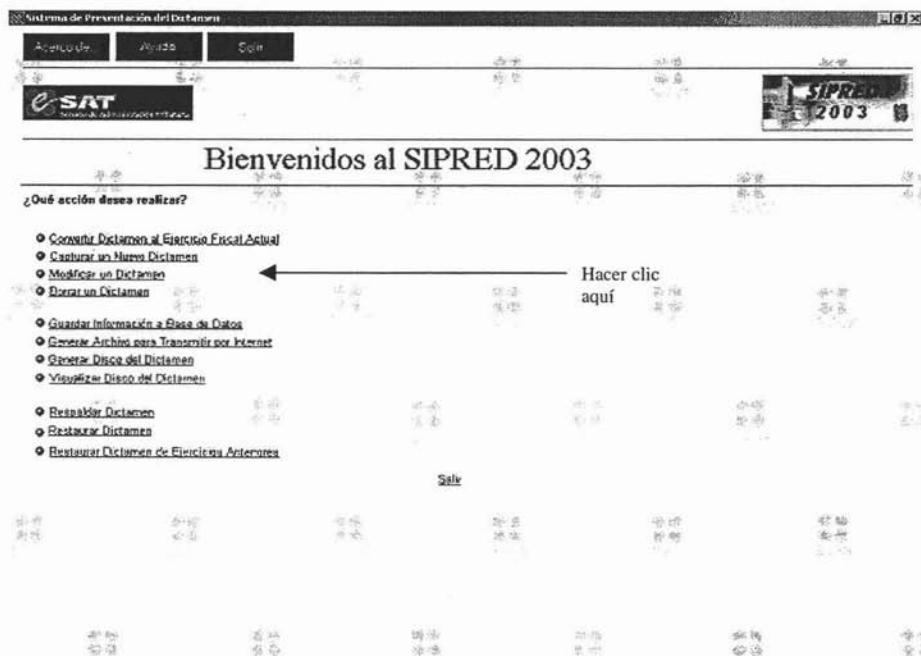 Sistema de Presentación del Dictamen
Acerca de.
Ayuda
Salir
SAT
SIPRED
2003
Bienvenidos al SIPRED 2003
¿Qué acción desea realizar?
Convertir Dictamen al Ejercicio Fiscal Actual
Capturar un Nuevo Dictamen
Modificar un Dictamen
Borrar un Dictamen
Hacer clic
aquí
Guardar Información a Base de Datos
Generar Archivo para Transmitir por Internet
Generar Disco del Dictamen
Visualizar Disco del Dictamen
Respaldar Dictamen
Restaurar Dictamen
Restaurar Dictamen de Ejercicios Anteriores
Salir